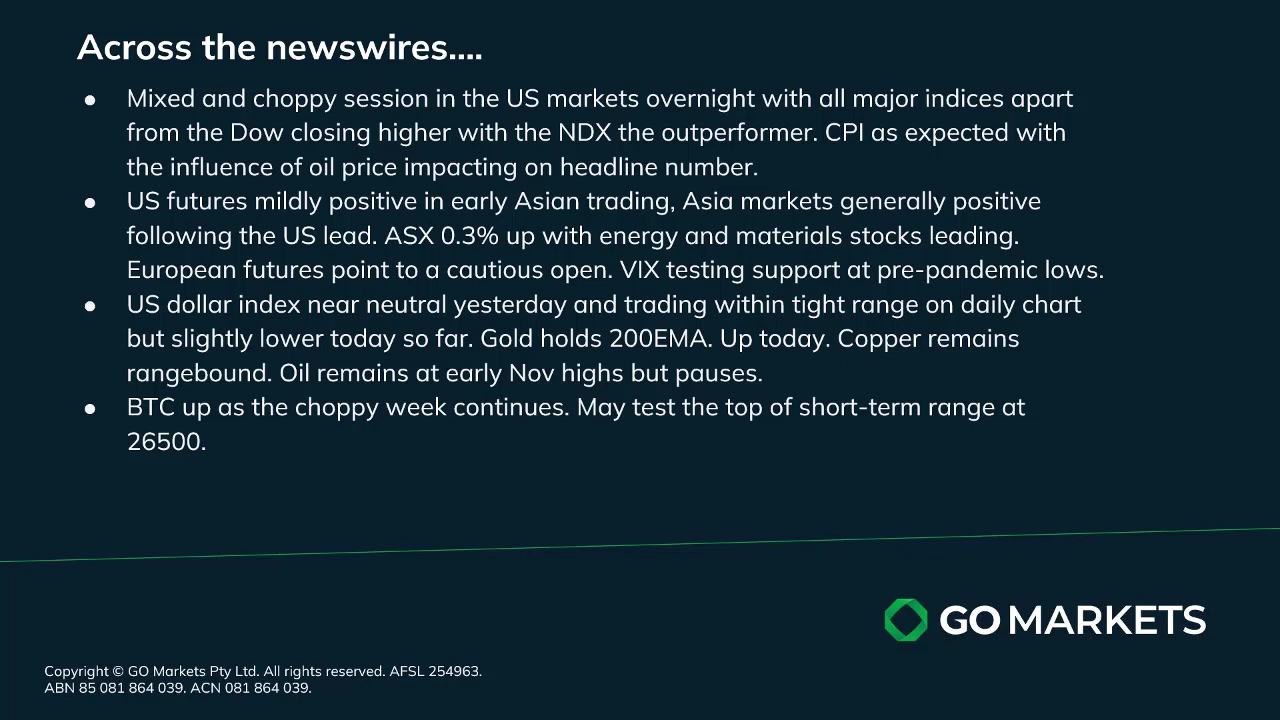 Across the newswires....
● Mixed and choppy session in the US markets overnight with all major indices apart
from the Dow closing higher with the NDX the outperformer. CPI as expected with
the influence of oil price impacting on headline number.
● US futures mildly positive in early Asian trading, Asia markets generally positive
following the US lead. ASX 0.3% up with energy and materials stocks leading.
European futures point to a cautious open. VIX testing support at pre-pandemic lows.
● US dollar index near neutral yesterday and trading within tight range on daily chart
but slightly lower today so far. Gold holds 200EMA. Up today. Copper remains
rangebound. Oil remains at early Nov highs but pauses.
● BTC up as the choppy week continues. May test the top of short-term range at
26500.
GO MARKETS
Copyright © GO Markets Pty Ltd. All rights reserved. AFSL 254963.
ABN 85 081 864 039. ACN 081 864 039.